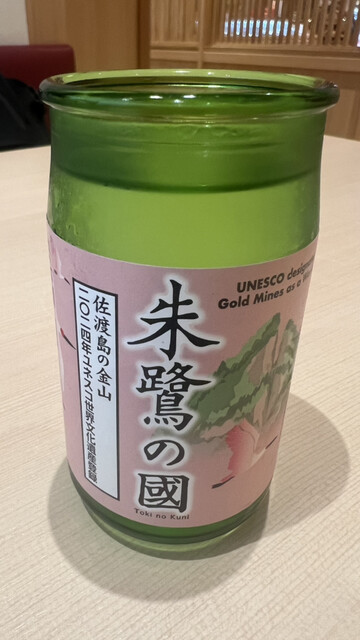 UNESCO
Gold Mines as a
佐渡島の金山
二〇二四年ユネスコ世界文化遺産登録
朱鷺の國
Toki no Kuni